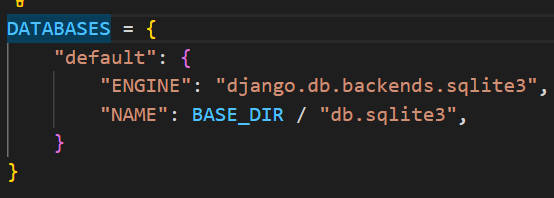 DATABASES = {
    "default": {
        "ENGINE": "django.db.backends.sqlite3",
        "NAME": BASE_DIR / "db.sqlite3",
    }
}